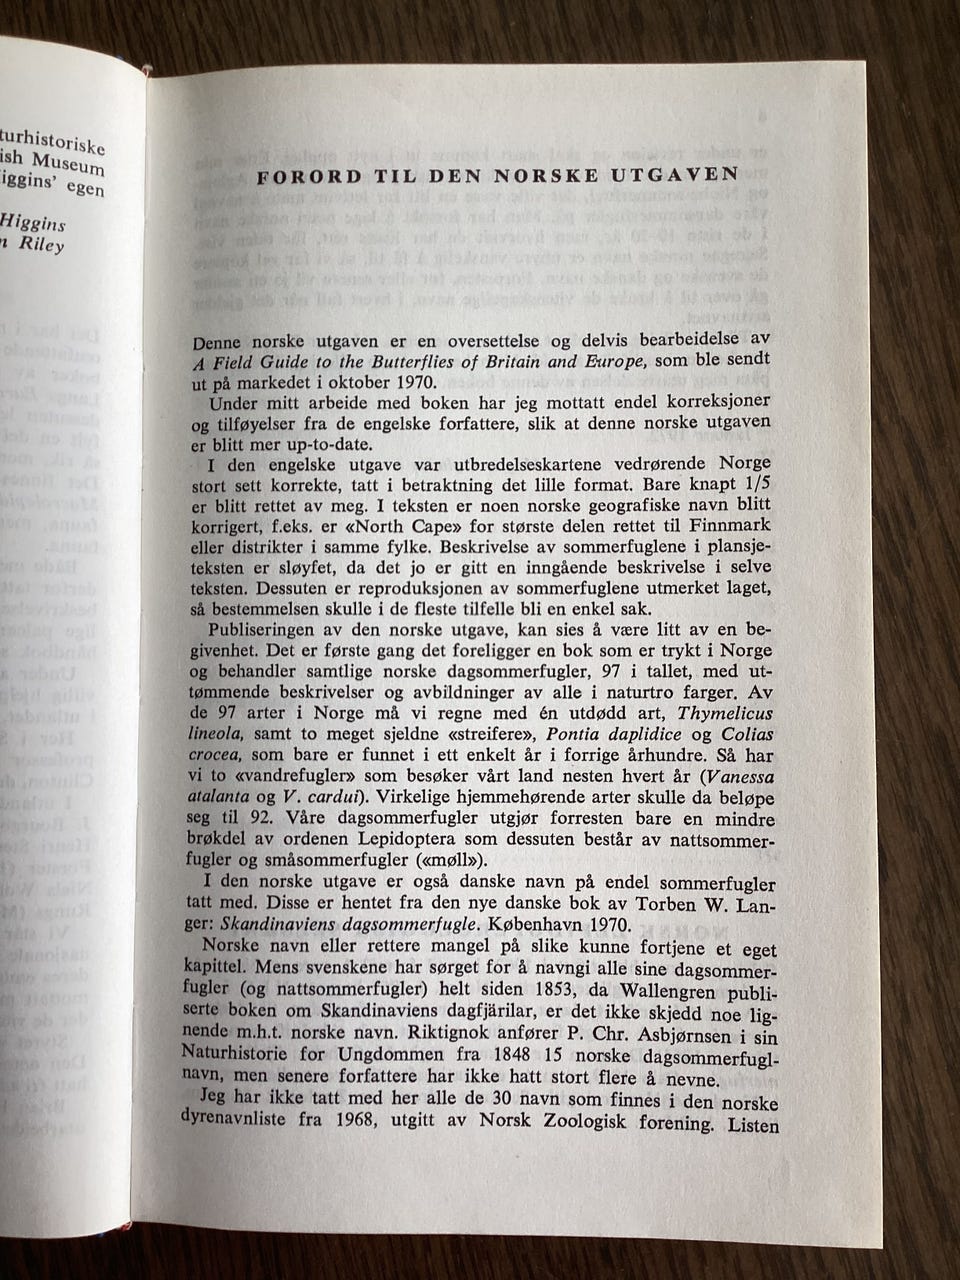 turhistoriske
ish Museum
iggins' egen
Higgins
n Riley
FORORD TIL DEN NORSKE UTGAVEN
Denne norske utgaven er en oversettelse og delvis bearbeidelse av
A Field Guide to the Butterflies of Britain and Europe, som ble sendt
ut på markedet i oktober 1970.
Under mitt arbeide med boken har jeg mottatt endel korreksjoner
og tilføyelser fra de engelske forfattere, slik at denne norske utgaven
er blitt mer up-to-date.
I den engelske utgave var utbredelseskartene vedrørende Norge
stort sett korrekte, tatt i betraktning det lille format. Bare knapt 1/5
er blitt rettet av meg. I teksten er noen norske geografiske navn blitt
korrigert, f.eks. er «North Cape» for største delen rettet til Finnmark
eller distrikter i samme fylke. Beskrivelse av sommerfuglene i plansje-
teksten er sløyfet, da det jo er gitt en inngående beskrivelse i selve
teksten. Dessuten er reproduksjonen av sommerfuglene utmerket laget,
så bestemmelsen skulle i de fleste tilfelle bli en enkel sak.
Publiseringen av den norske utgave, kan sies å være litt av en be-
givenhet. Det er første gang det foreligger en bok som er trykt i Norge
og behandler samtlige norske dagsommerfugler, 97 i tallet, med ut-
tømmende beskrivelser og avbildninger av alle i naturtro farger. Av
de 97 arter i Norge må vi regne med én utdødd art, Thymelicus
lineola, samt to meget sjeldne «streifere», Pontia daplidice og Colias
crocea, som bare er funnet i ett enkelt år i forrige århundre. Så har
vi to «vandrefugler» som besøker vårt land nesten hvert år (Vanessa
atalanta og V. cardui). Virkelige hjemmehørende arter skulle da beløpe
seg til 92. Våre dagsommerfugler utgjør forresten bare en mindre
brøkdel av ordenen Lepidoptera som dessuten består av nattsommer-
fugler og småsommerfugler («møll»).
I den norske utgave er også danske navn på endel sommerfugler
tatt med. Disse er hentet fra den nye danske bok av Torben W. Lan-
ger: Skandinaviens dagsommerfugle. København 1970.
Norske navn eller rettere mangel på slike kunne fortjene et eget
kapittel. Mens svenskene har sørget for å navngi alle sine dagsommer-
fugler (og nattsommerfugler) helt siden 1853, da Wallengren publi-
serte boken om Skandinaviens dagfjärilar, er det ikke skjedd noe lig-
nende m.h.t. norske navn. Riktignok anfører P. Chr. Asbjørnsen i sin
Naturhistorie for Ungdommen fra 1848 15 norske dagsommerfugl-
navn, men senere forfattere har ikke hatt stort flere å nevne.
Jeg har ikke tatt med her alle de 30 navn som finnes i den norske
dyrenavnliste fra 1968, utgitt av Norsk Zoologisk forening. Listen